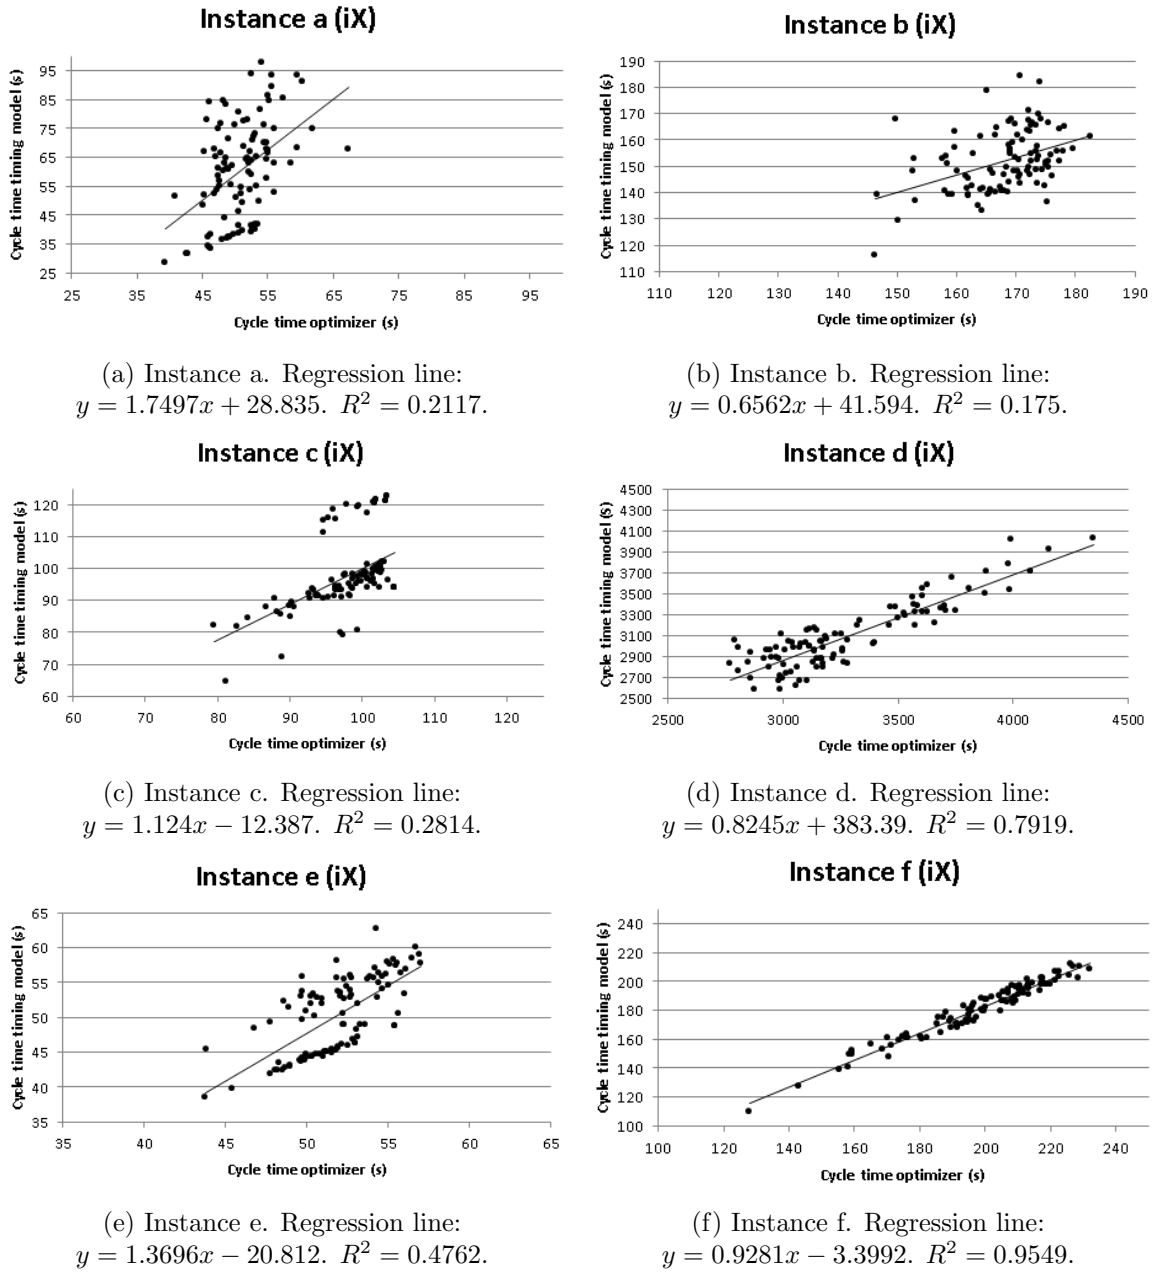 Instance a (iX)
Cycle time timing model (s)
95
85
75
65
55
45
35
25
25 35 45 55 65 75 85 95
Cycle time optimizer (s)
(a) Instance a. Regression line:
y = 1.7497x + 28.835. R² = 0.2117.
Instance b (iX)
Cycle time timing model (s)
190
180
170
160
150
140
130
120
110
110 120 130 140 150 160 170 180 190
Cycle time optimizer (s)
(b) Instance b. Regression line:
y = 0.6562x + 41.594. R² = 0.175.
Instance c (iX)
Cycle time timing model (s)
120
110
100
90
80
70
60
60 70 80 90 100 110 120
Cycle time optimizer (s)
(c) Instance c. Regression line:
y = 1.124x − 12.387. R² = 0.2814.
Instance d (iX)
Cycle time timing model (s)
4500
4300
4100
3900
3700
3500
3300
3100
2900
2700
2500
2500 3000 3500 4000 4500
Cycle time optimizer (s)
(d) Instance d. Regression line:
y = 0.8245x + 383.39. R² = 0.7919.
Instance e (iX)
Cycle time timing model (s)
65
60
55
50
45
40
35
35 40 45 50 55 60 65
Cycle time optimizer (s)
(e) Instance e. Regression line:
y = 1.3696x − 20.812. R² = 0.4762.
Instance f (iX)
Cycle time timing model (s)
240
220
200
180
160
140
120
100
100 120 140 160 180 200 220 240
Cycle time optimizer (s)
(f) Instance f. Regression line:
y = 0.9281x − 3.3992. R² = 0.9549.